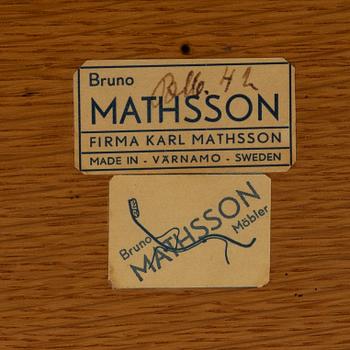 Bruno
MATHSSON
FIRMA KARL MATHSSON
MADE IN - VÄRNAMO - SWEDEN
Bruno
MATHSSON
Möbler